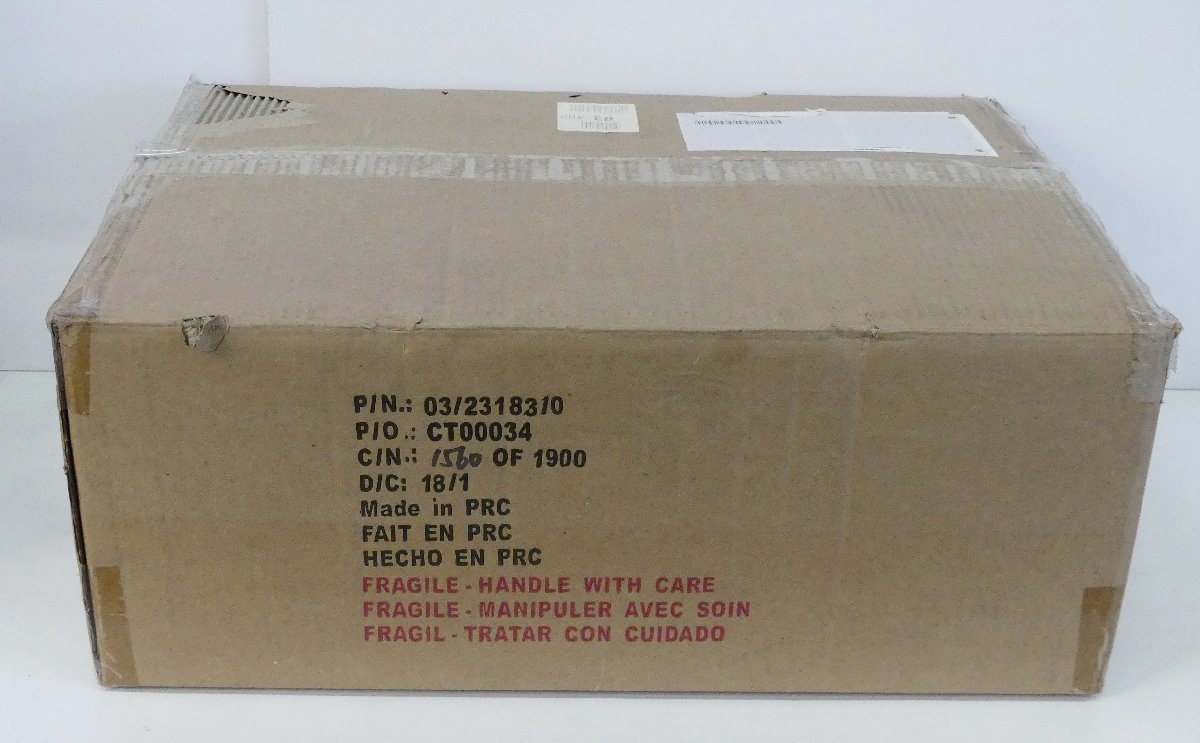 P/N.: 03/23183/0
P/O.: CT00034
C/N.: 1560 OF 1900
D/C: 18/1
Made in PRC
FAIT EN PRC
HECHO EN PRC
FRAGILE - HANDLE WITH CARE
FRAGILE - MANIPULER AVEC SOIN
FRAGIL - TRATAR CON CUIDADO